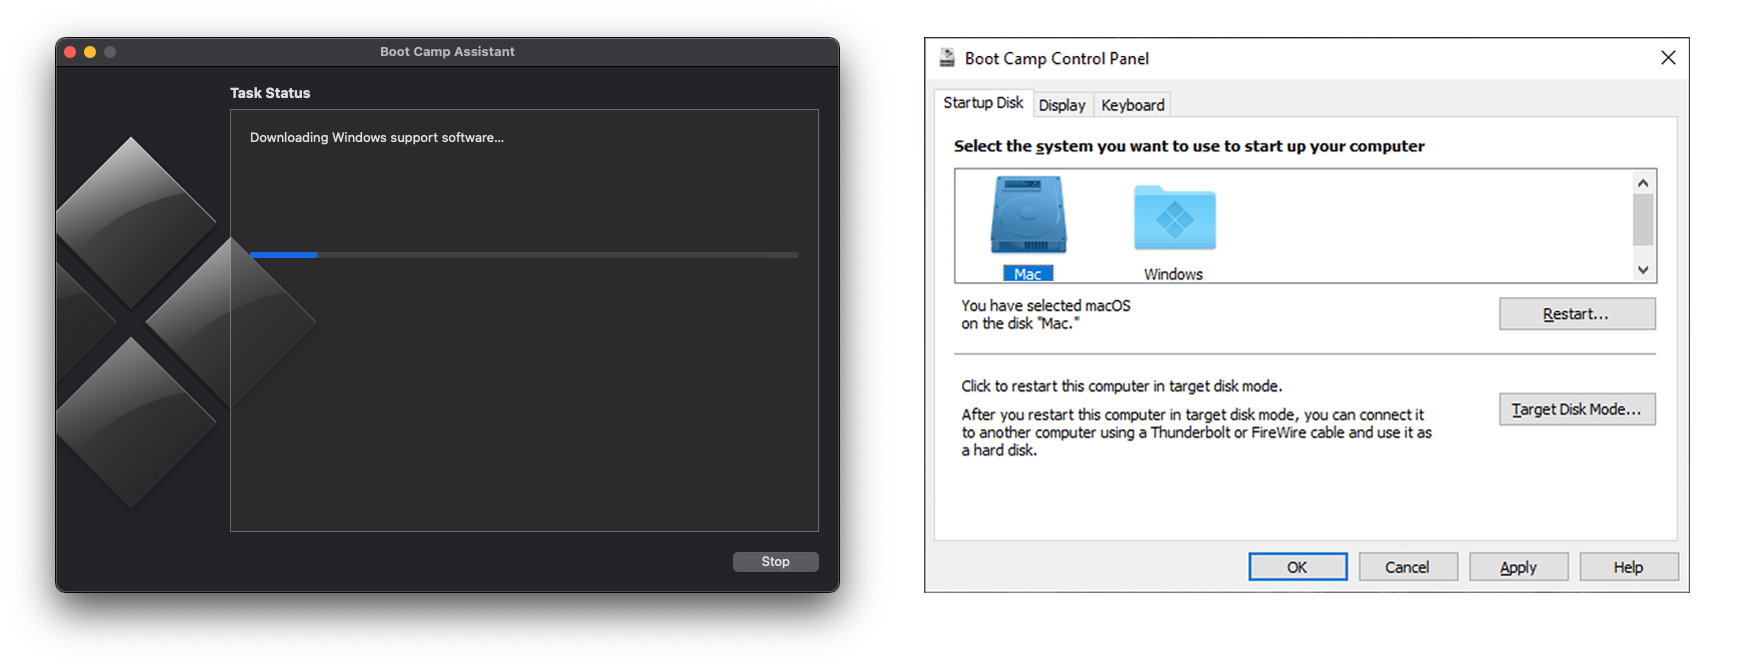 Boot Camp Assistant
Task Status
Downloading Windows support software...
Stop
Boot Camp Control Panel
Startup Disk
Display
Keyboard
Select the system you want to use to start up your computer
Mac
Windows
You have selected macOS
on the disk "Mac."
Restart...
Click to restart this computer in target disk mode.
After you restart this computer in target disk mode, you can connect it
to another computer using a Thunderbolt or FireWire cable and use it as
a hard disk.
Target Disk Mode...
OK
Cancel
Apply
Help